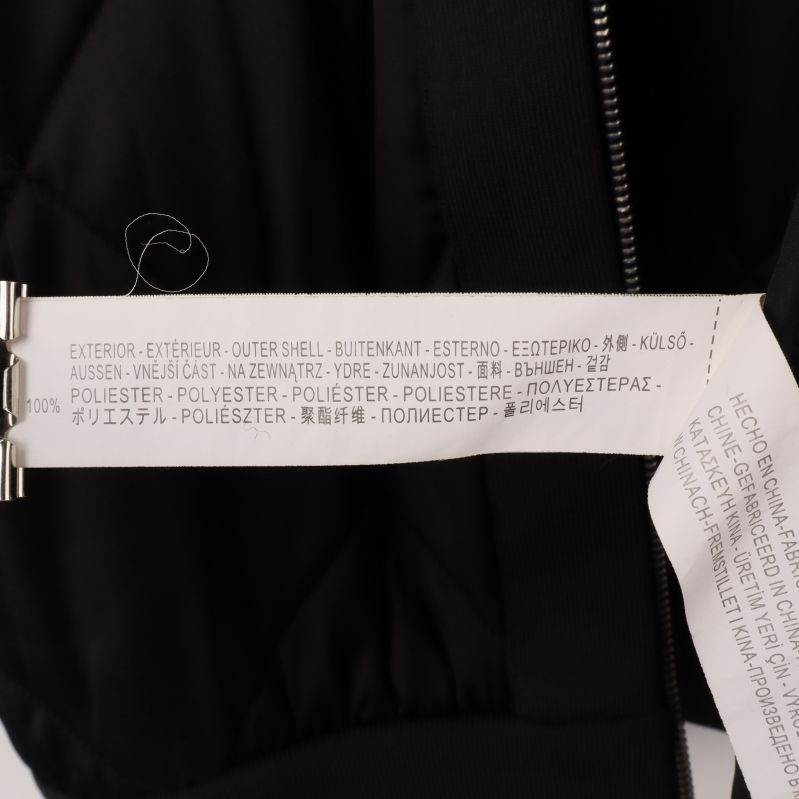 EXTERIOR - EXTÉRIEUR - OUTER SHELL - BUITENKANT - ESTERNO - ΕΞΩΤΕΡΙΚΟ - 外側 - KÜLSŐ -
AUSSEN - VNĚJŠÍ ČÁST - NA ZEWNĄTRZ - YDRE - ZUNANJOST - 面料 - ВЪНШЕН - 겉감
100% POLIESTER - POLYESTER - POLIÉSTER - POLIESTERE - ΠΟΛΥΕΣΤΕΡΑΣ -
ポリエステル - POLIÉSZTER - 聚酯纤维 - ПОЛИЕСТЕР - 폴리에스터
HECHO EN CHINA-FABRI
CHINE-GEFABRICEERD IN CHINA-
ΚΑΤΑΣΚΕΥΗ ΚΙΝΑ - ÜRETİM YERİ ÇİN - VYRO
CHINACH-FREMSTILLET I KINA-ПРОИЗВЕДЕНО